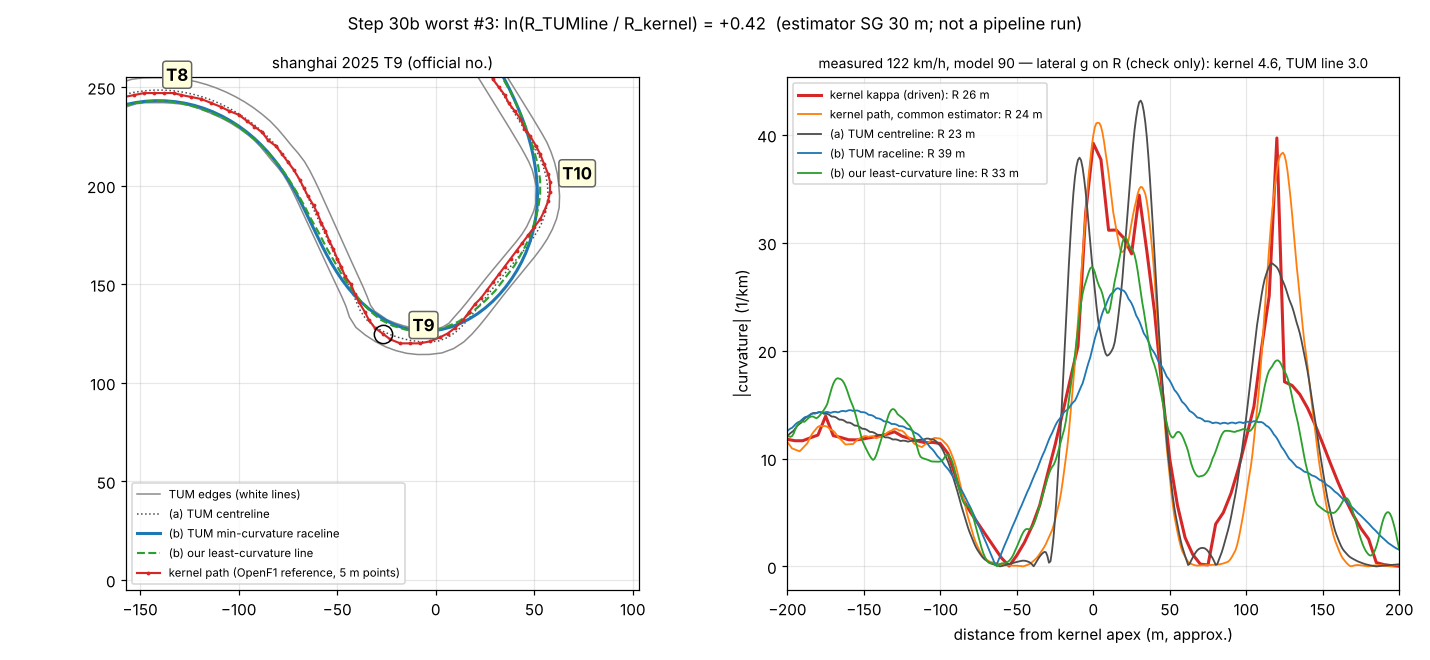 Step 30b worst #3: ln(R_TUMline / R_kernel) = +0.42  (estimator SG 30 m; not a pipeline run)
shanghai 2025 T9 (official no.)
T8
T10
T9
250
200
150
100
50
0
−150
−100
−50
0
50
100
TUM edges (white lines)
(a) TUM centreline
(b) TUM min-curvature raceline
(b) our least-curvature line
kernel path (OpenF1 reference, 5 m points)
measured 122 km/h, model 90 — lateral g on R (check only): kernel 4.6, TUM line 3.0
kernel kappa (driven): R 26 m
kernel path, common estimator: R 24 m
(a) TUM centreline: R 23 m
(b) TUM raceline: R 39 m
(b) our least-curvature line: R 33 m
|curvature| (1/km)
40
30
20
10
0
−200
−150
−100
−50
0
50
100
150
200
distance from kernel apex (m, approx.)